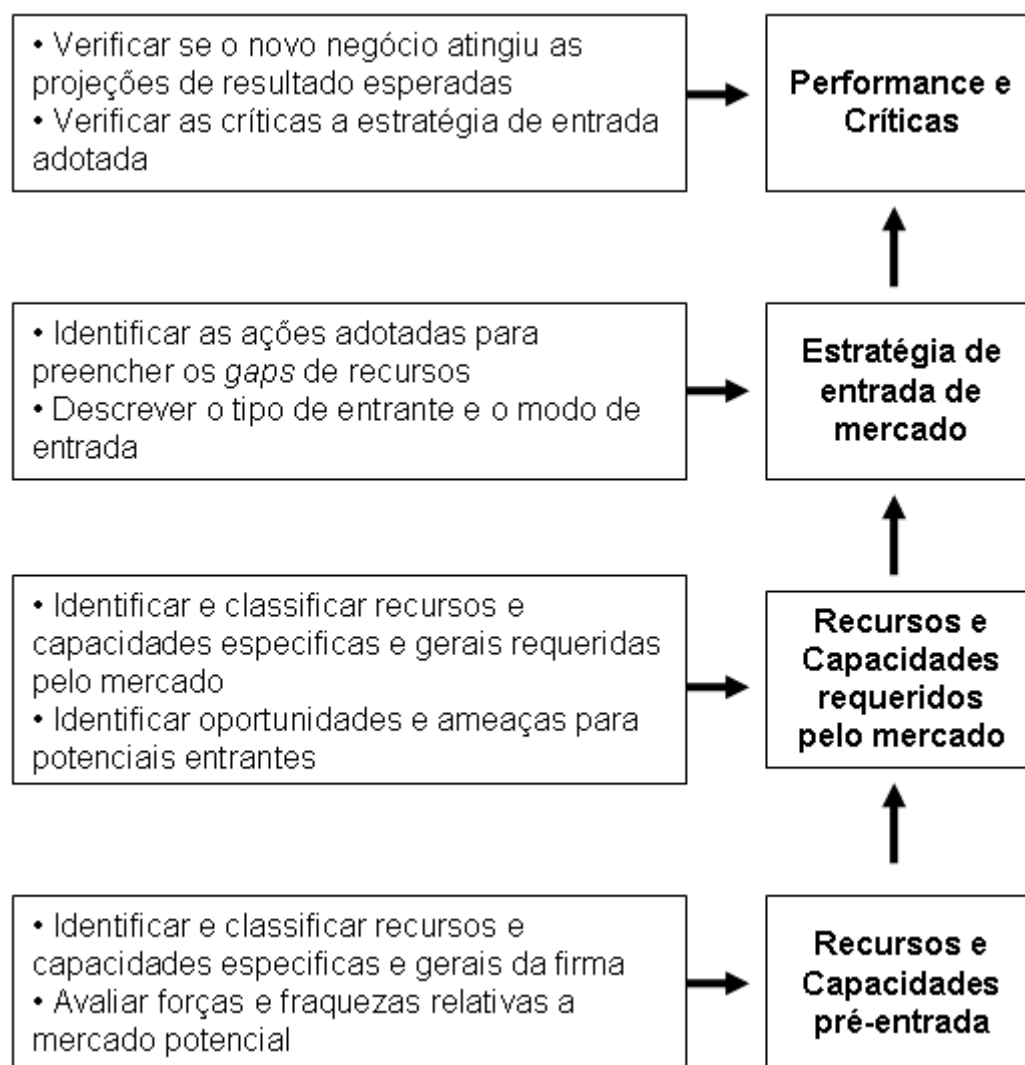 • Verificar se o novo negócio atingiu as
projeções de resultado esperadas
• Verificar as críticas a estratégia de entrada
adotada
Performance e
Críticas
• Identificar as ações adotadas para
preencher os gaps de recursos
• Descrever o tipo de entrante e o modo de
entrada
Estratégia de
entrada de
mercado
• Identificar e classificar recursos e
capacidades especificas e gerais requeridas
pelo mercado
• Identificar oportunidades e ameaças para
potenciais entrantes
Recursos e
Capacidades
requeridos
pelo mercado
• Identificar e classificar recursos e
capacidades especificas e gerais da firma
• Avaliar forças e fraquezas relativas a
mercado potencial
Recursos e
Capacidades
pré-entrada